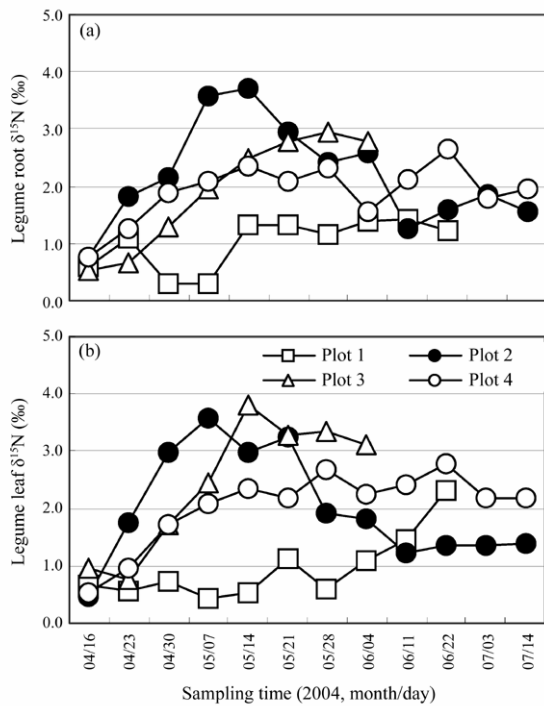 (a)
5.0
4.0
3.0
2.0
1.0
0.0
Legume root δ¹⁵N (‰)
(b)
5.0
4.0
3.0
2.0
1.0
0.0
Legume leaf δ¹⁵N (‰)
Plot 1 Plot 2
Plot 3 Plot 4
04/16 04/23 04/30 05/07 05/14 05/21 05/28 06/04 06/11 06/22 07/03 07/14
Sampling time (2004, month/day)